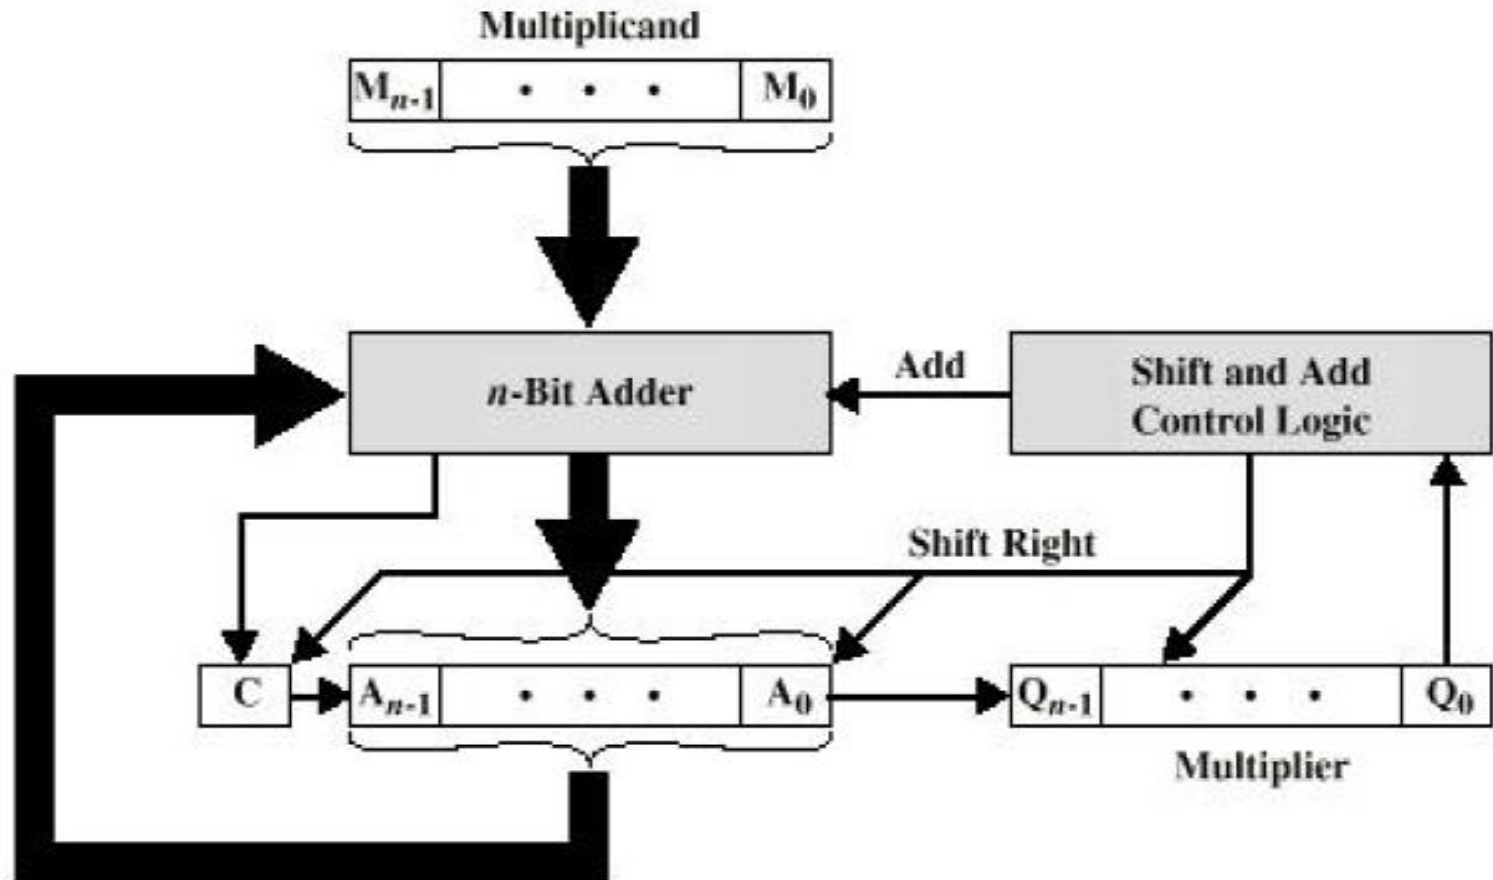 Multiplicand
Mn-1 • • • M0
n-Bit Adder
Add
Shift and Add
Control Logic
Shift Right
C
An-1 • • • A0
Qn-1 • • • Q0
Multiplier